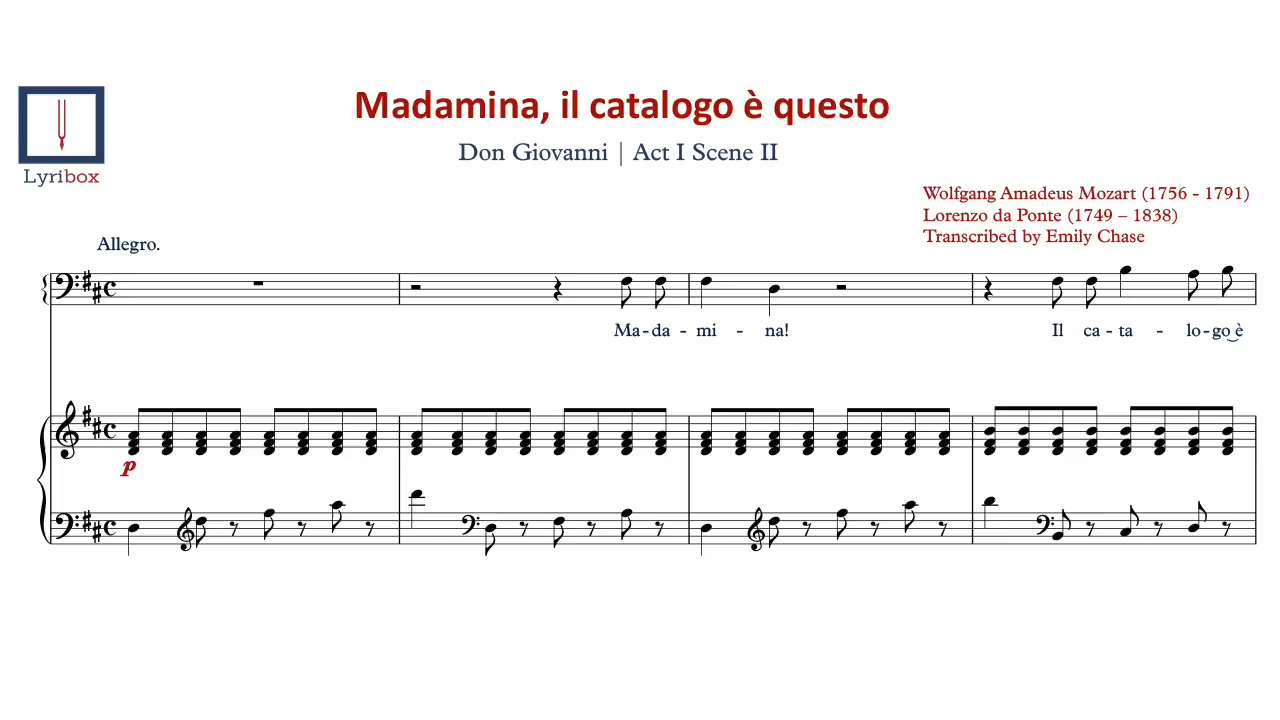 Madamina, il catalogo è questo
Don Giovanni | Act I Scene II
Lyribox
Wolfgang Amadeus Mozart (1756 - 1791)
Lorenzo da Ponte (1749 – 1838)
Transcribed by Emily Chase
Allegro.
Ma-da - mi - na! Il ca - ta - lo-go‿è
p